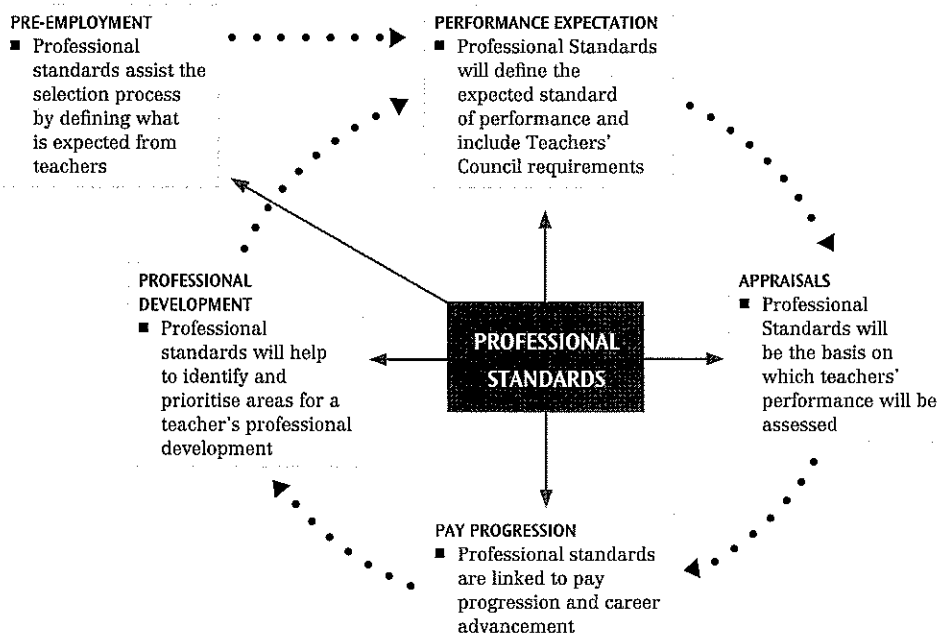 PRE-EMPLOYMENT
■ Professional
standards assist the
selection process
by defining what
is expected from
teachers
PERFORMANCE EXPECTATION
■ Professional Standards
will define the
expected standard
of performance and
include Teachers'
Council requirements
PROFESSIONAL
DEVELOPMENT
■ Professional
standards will help
to identify and
prioritise areas for a
teacher's professional
development
PROFESSIONAL
STANDARDS
APPRAISALS
■ Professional
Standards will
be the basis on
which teachers'
performance will be
assessed
PAY PROGRESSION
■ Professional standards
are linked to pay
progression and career
advancement